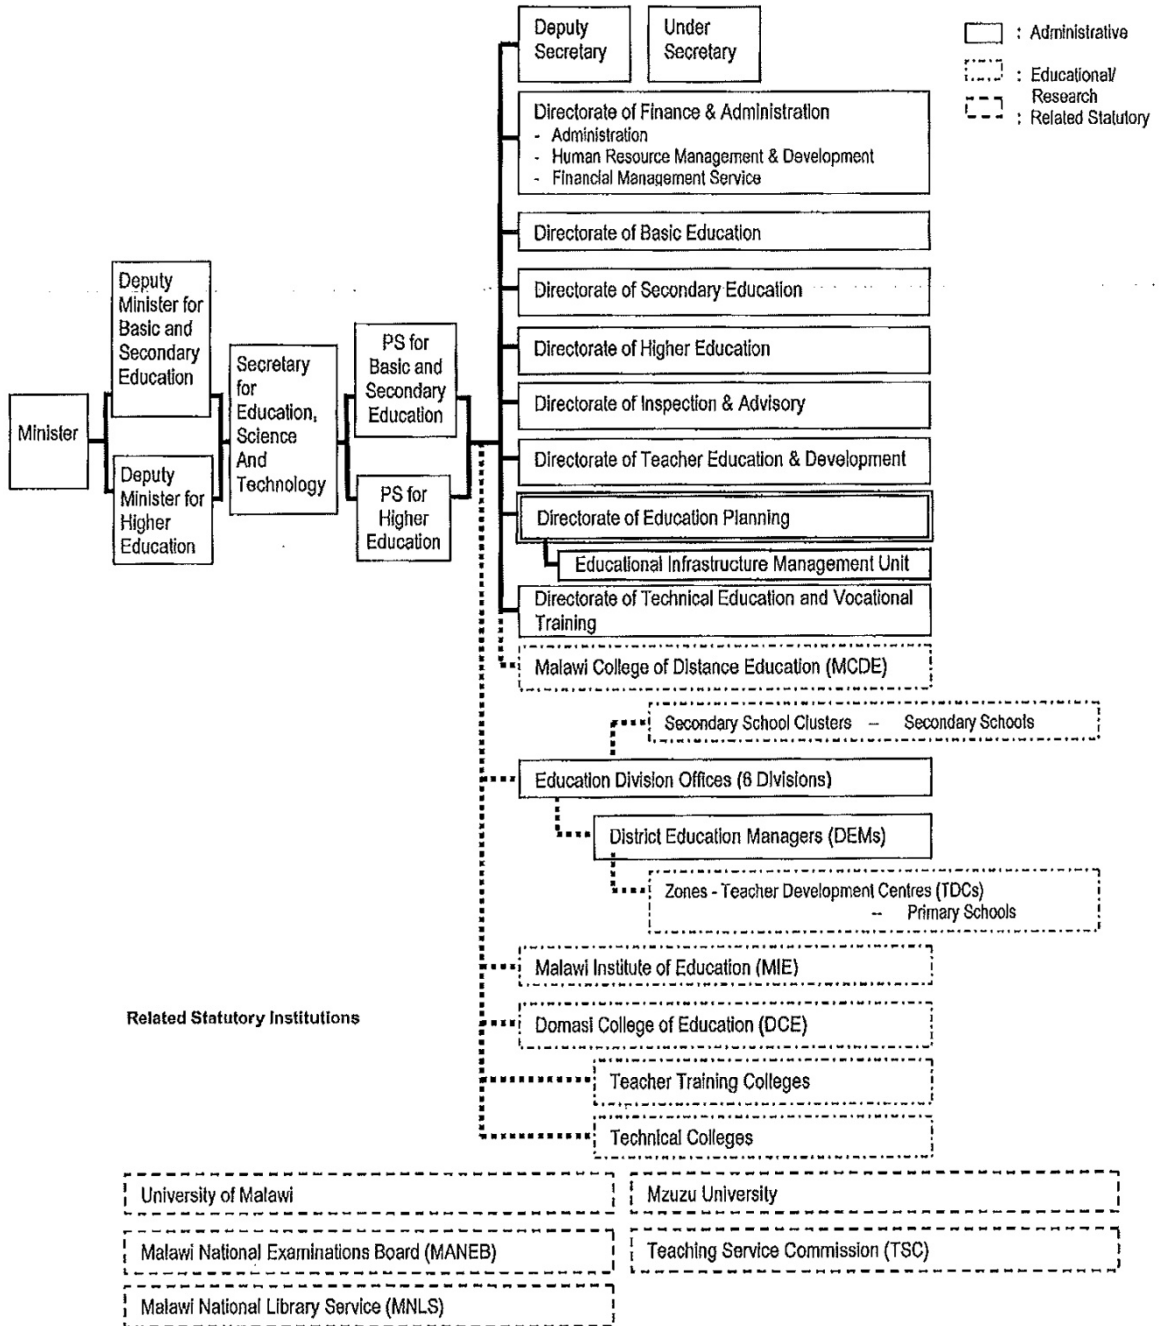 Deputy
Secretary
Under
Secretary
: Administrative
: Educational/
Research
: Related Statutory
Directorate of Finance & Administration
- Administration
- Human Resource Management & Development
- Financial Management Service
Directorate of Basic Education
Directorate of Secondary Education
Directorate of Higher Education
Directorate of Inspection & Advisory
Directorate of Teacher Education & Development
Directorate of Education Planning
Educational Infrastructure Management Unit
Directorate of Technical Education and Vocational
Training
Minister
Deputy
Minister for
Basic and
Secondary
Education
Deputy
Minister for
Higher
Education
Secretary
for
Education,
Science
And
Technology
PS for
Basic and
Secondary
Education
PS for
Higher
Education
Malawi College of Distance Education (MCDE)
Secondary School Clusters -- Secondary Schools
Education Division Offices (6 Divisions)
District Education Managers (DEMs)
Zones - Teacher Development Centres (TDCs)
-- Primary Schools
Malawi Institute of Education (MIE)
Domasi College of Education (DCE)
Teacher Training Colleges
Technical Colleges
Related Statutory Institutions
University of Malawi
Mzuzu University
Malawi National Examinations Board (MANEB)
Teaching Service Commission (TSC)
Malawi National Library Service (MNLS)